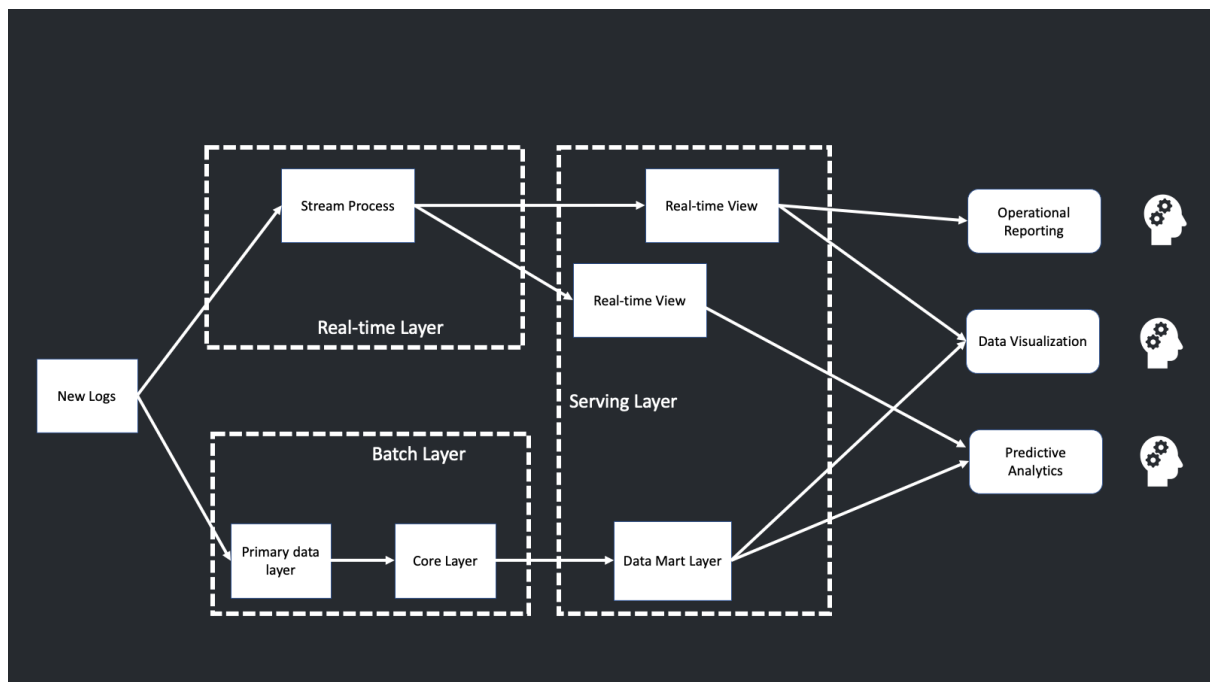 Stream Process
Real-time View
Operational
Reporting
Real-time View
Real-time Layer
Data Visualization
New Logs
Serving Layer
Batch Layer
Predictive
Analytics
Primary data
layer
Core Layer
Data Mart Layer